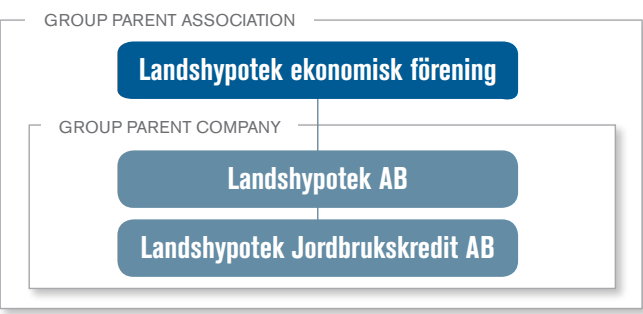 GROUP PARENT ASSOCIATION
Landshypotek ekonomisk förening
GROUP PARENT COMPANY
Landshypotek AB
Landshypotek Jordbrukskredit AB